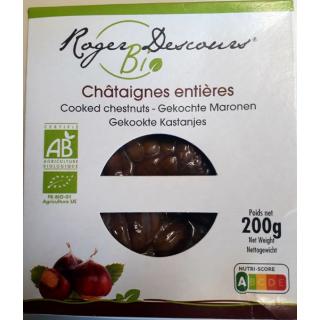 Roger Descours®
Bio
Châtaignes entières
Cooked chestnuts - Gekochte Maronen
Gekookte Kastanjes
CERTIFIÉ
AB
AGRICULTURE
BIOLOGIQUE
FR-BIO-01
Agriculture UE
Poids net
200g
Net Weight
Nettogewicht
NUTRI-SCORE
A B C D E